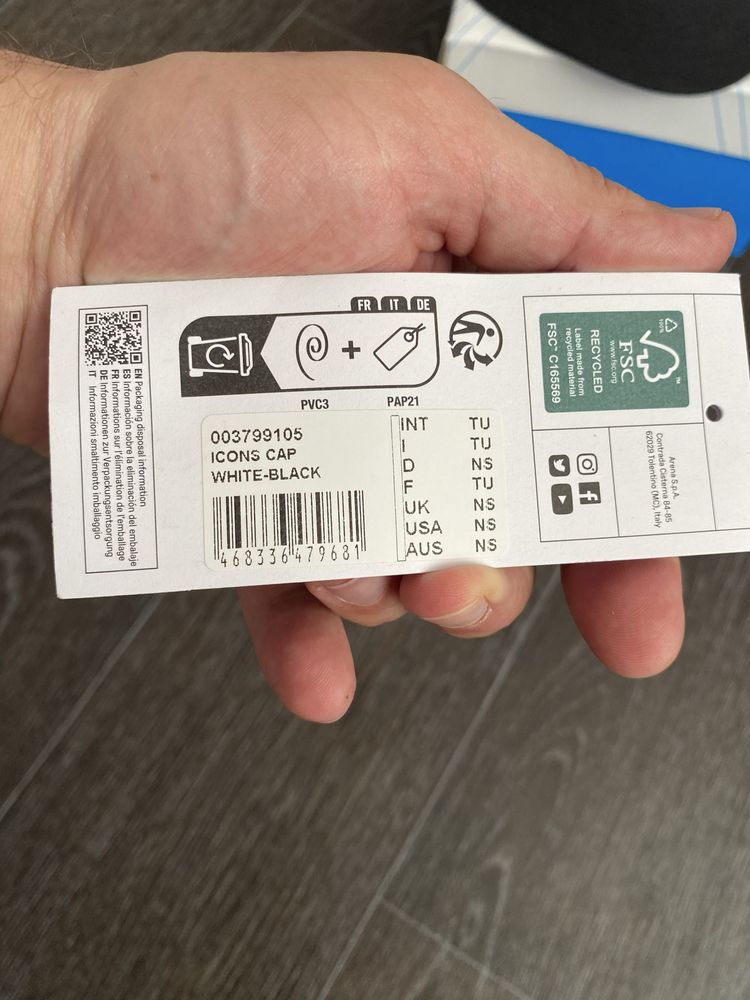 FR IT DE
PVC3
PAP21
003799105
ICONS CAP
WHITE-BLACK
468336479681
INT TU
I TU
D NS
F TU
UK NS
USA NS
AUS NS
EN Packaging disposal information
ES Información sobre la eliminación del embalaje
FR Informations sur l'élimination de l'emballage
DE Informationen zur Verpackungsentsorgung
IT Informazioni smaltimento imballaggio
100%
FSC
www.fsc.org
RECYCLED
Label made from
recycled material
FSC™ C165569
Arena S.p.A.
Contrada Cisterna 84-85
62029 Tolentino (MC), Italy